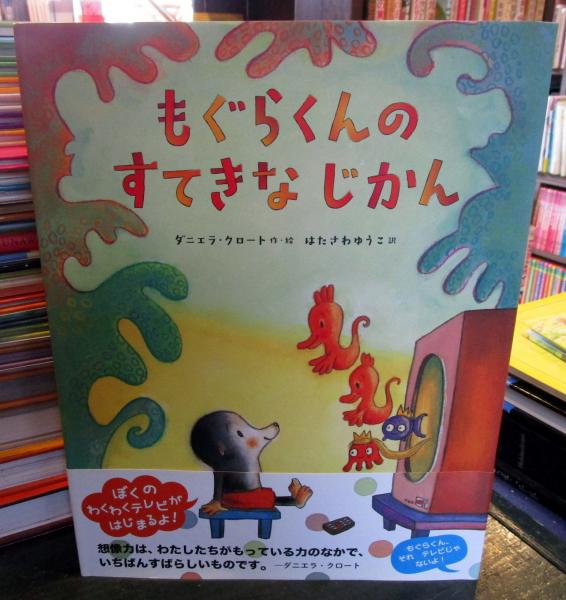 もぐらくんの
すてきな じかん
ダニエラ・クロート 作・絵 はたさわゆうこ 訳
ぼくの
わくわくテレビが
はじまるよ!
想像力は、わたしたちがもっている力のなかで、
いちばんすばらしいものです。―ダニエラ・クロート
もぐらくん、
それ テレビじゃ
ないよ!